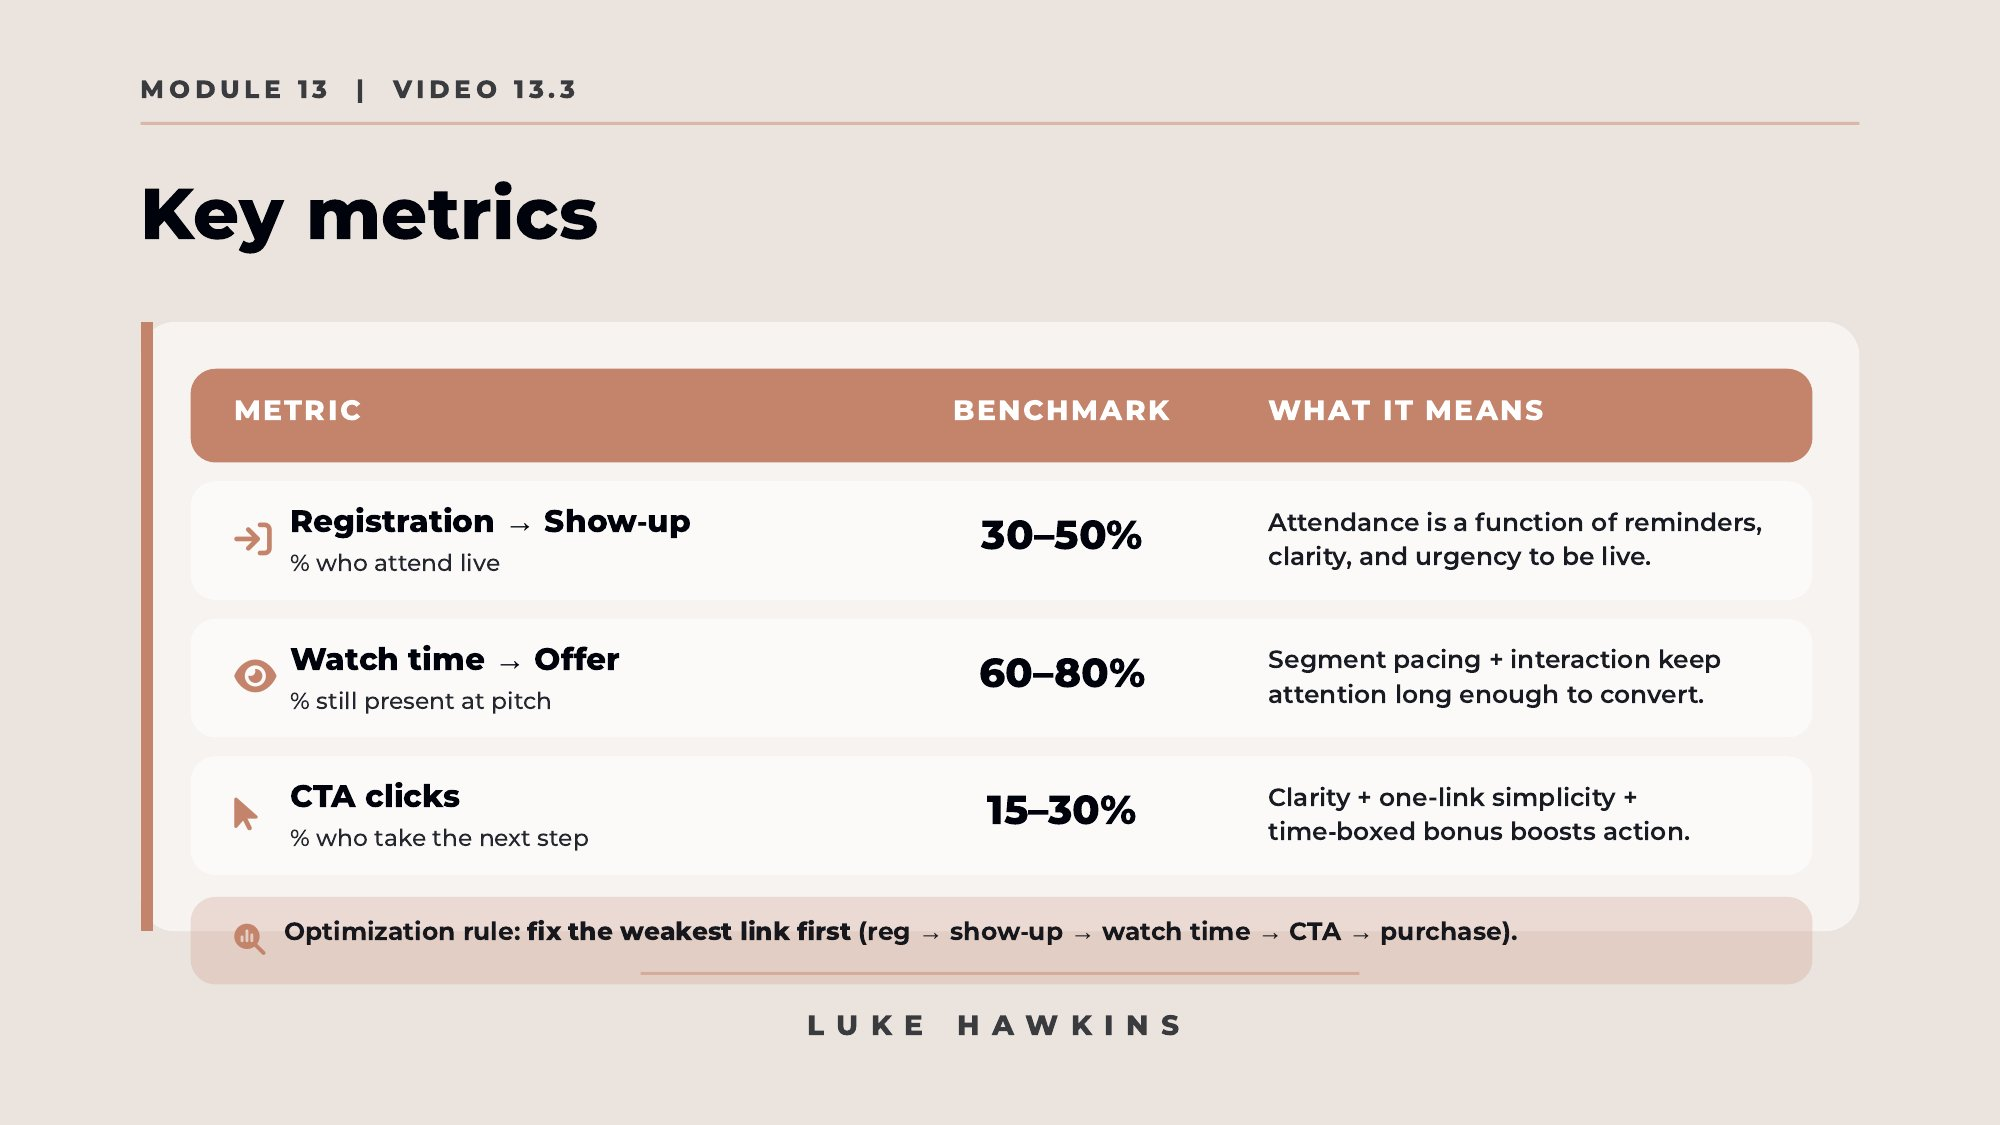 MODULE 13 | VIDEO 13.3
Key metrics
METRIC BENCHMARK WHAT IT MEANS
Registration → Show-up
% who attend live
30–50%
Attendance is a function of reminders,
clarity, and urgency to be live.
Watch time → Offer
% still present at pitch
60–80%
Segment pacing + interaction keep
attention long enough to convert.
CTA clicks
% who take the next step
15–30%
Clarity + one-link simplicity +
time-boxed bonus boosts action.
Optimization rule: fix the weakest link first (reg → show-up → watch time → CTA → purchase).
LUKE HAWKINS